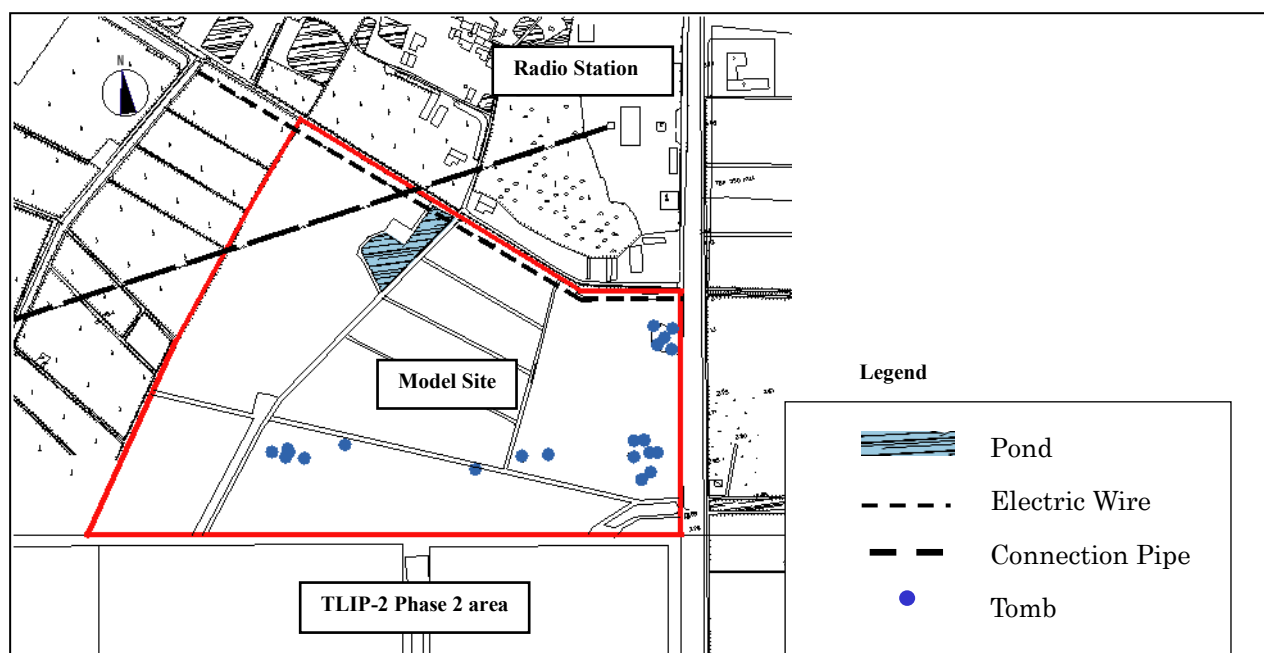 N
Radio Station
Model Site
TLIP-2 Phase 2 area
Legend
Pond
Electric Wire
Connection Pipe
Tomb